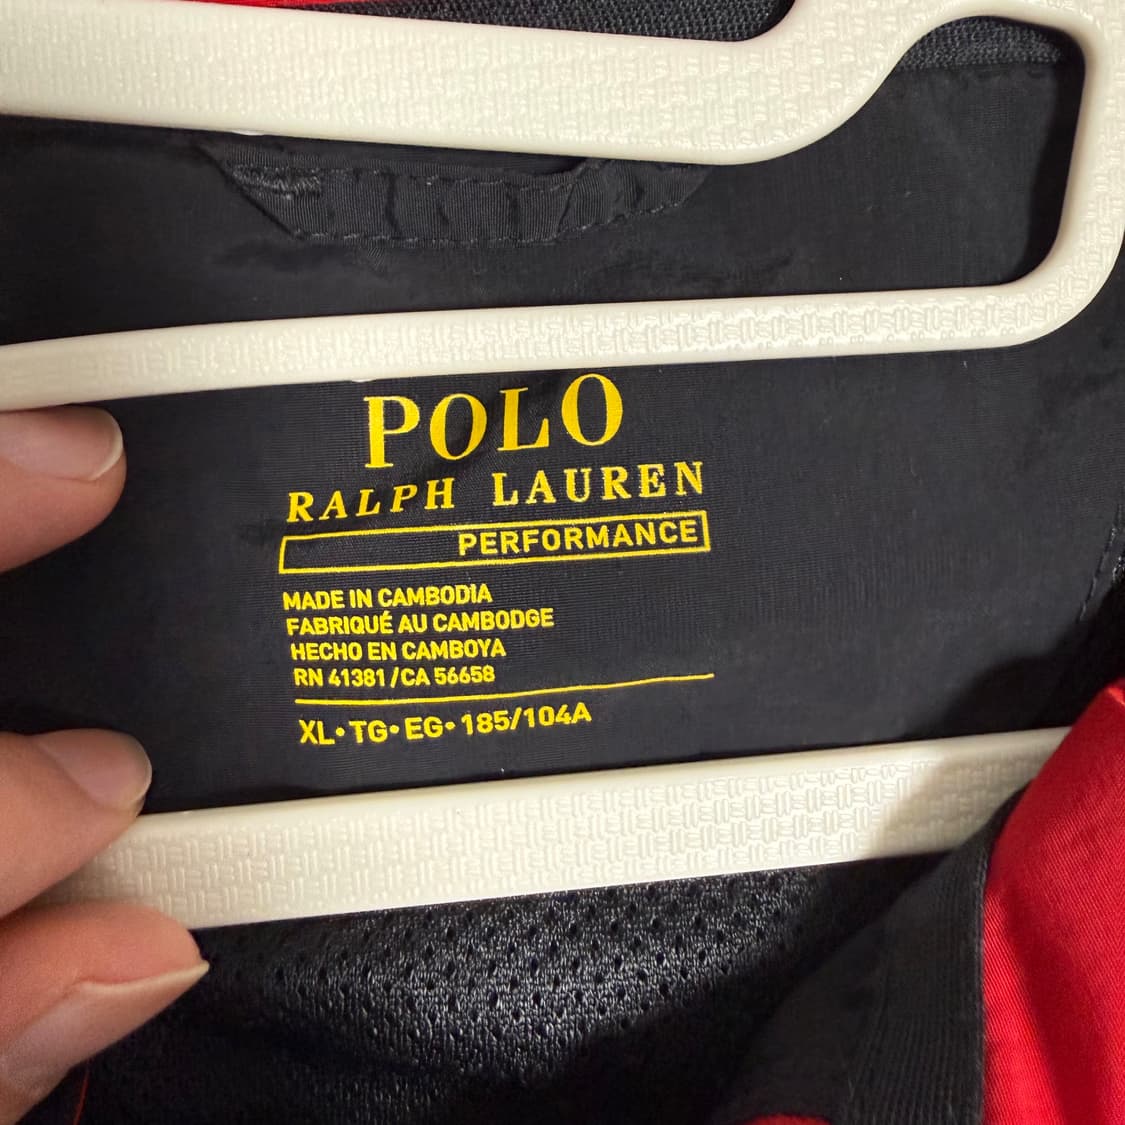 POLO
RALPH LAUREN
PERFORMANCE
MADE IN CAMBODIA
FABRIQUÉ AU CAMBODGE
HECHO EN CAMBOYA
RN 41381/CA 56658
XL•TG•EG•185/104A